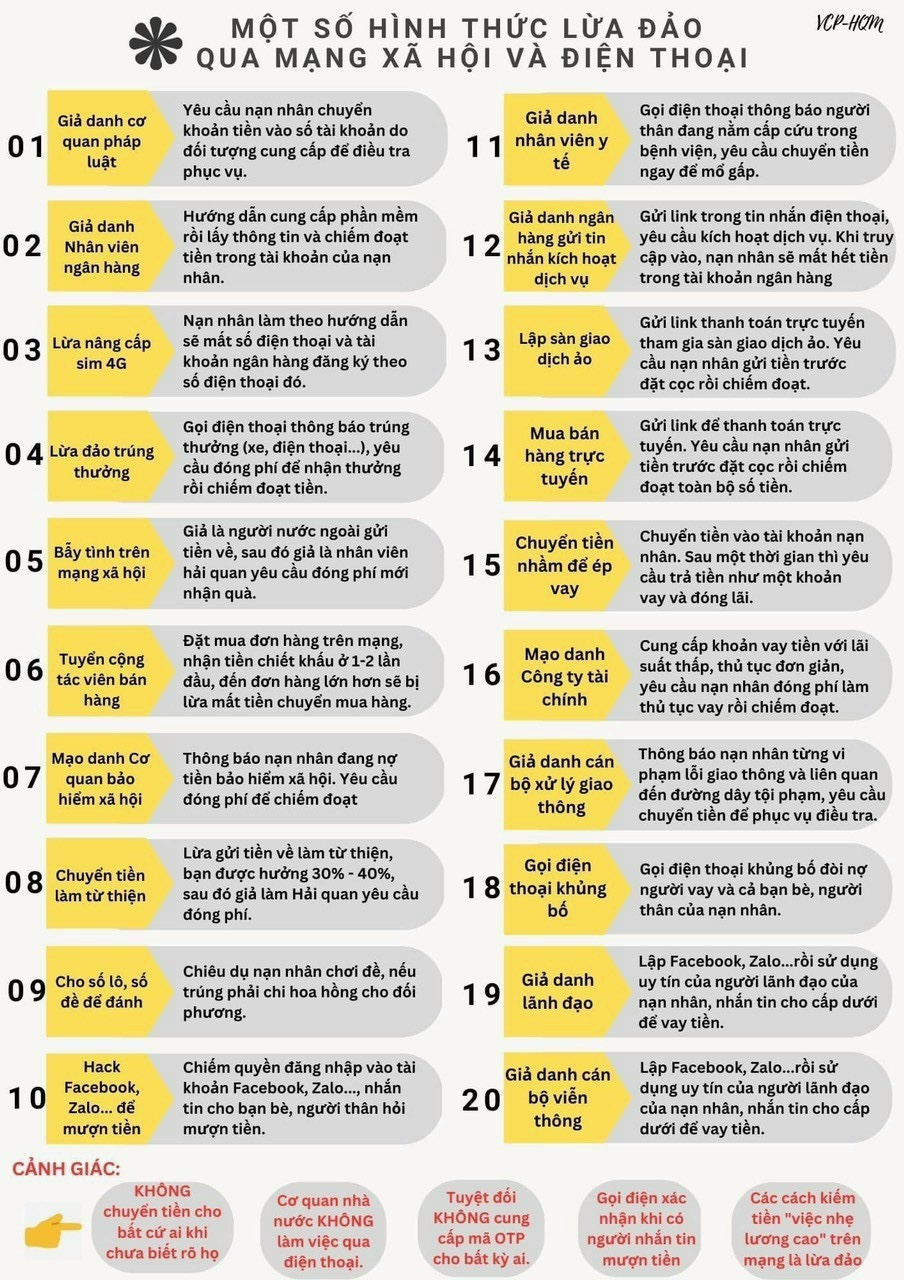 MỘT SỐ HÌNH THỨC LỪA ĐẢO
QUA MẠNG XÃ HỘI VÀ ĐIỆN THOẠI
VCP-HQM
01
Giả danh cơ
quan pháp
luật
Yêu cầu nạn nhân chuyển
khoản tiền vào số tài khoản do
đối tượng cung cấp để điều tra
phục vụ.
02
Giả danh
Nhân viên
ngân hàng
Hướng dẫn cung cấp phần mềm
rồi lấy thông tin và chiếm đoạt
tiền trong tài khoản của nạn
nhân.
03
Lừa nâng cấp
sim 4G
Nạn nhân làm theo hướng dẫn
sẽ mất số điện thoại và tài
khoản ngân hàng đăng ký theo
số điện thoại đó.
04
Lừa đảo trúng
thưởng
Gọi điện thoại thông báo trúng
thưởng (xe, điện thoại...), yêu
cầu đóng phí để nhận thưởng
rồi chiếm đoạt tiền.
05
Bẫy tình trên
mạng xã hội
Giả là người nước ngoài gửi
tiền về, sau đó giả là nhân viên
hải quan yêu cầu đóng phí mới
nhận quà.
06
Tuyển cộng
tác viên bán
hàng
Đặt mua đơn hàng trên mạng,
nhận tiền chiết khấu ở 1-2 lần
đầu, đến đơn hàng lớn hơn sẽ bị
lừa mất tiền chuyển mua hàng.
07
Mạo danh Cơ
quan bảo
hiểm xã hội
Thông báo nạn nhân đang nợ
tiền bảo hiểm xã hội. Yêu cầu
đóng phí để chiếm đoạt
08
Chuyển tiền
làm từ thiện
Lừa gửi tiền về làm từ thiện,
bạn được hưởng 30% - 40%,
sau đó giả làm Hải quan yêu cầu
đóng phí.
09
Cho số lô, số
đề để đánh
Chiêu dụ nạn nhân chơi đề, nếu
trúng phải chi hoa hồng cho đối
phương.
10
Hack
Facebook,
Zalo... để
mượn tiền
Chiếm quyền đăng nhập vào tài
khoản Facebook, Zalo..., nhắn
tin cho bạn bè, người thân hỏi
mượn tiền.
11
Giả danh
nhân viên y
tế
Gọi điện thoại thông báo người
thân đang nằm cấp cứu trong
bệnh viện, yêu cầu chuyển tiền
ngay để mổ gấp.
12
Giả danh ngân
hàng gửi tin
nhắn kích hoạt
dịch vụ
Gửi link trong tin nhắn điện thoại,
yêu cầu kích hoạt dịch vụ. Khi truy
cập vào, nạn nhân sẽ mất hết tiền
trong tài khoản ngân hàng
13
Lập sàn giao
dịch ảo
Gửi link thanh toán trực tuyến
tham gia sàn giao dịch ảo. Yêu
cầu nạn nhân gửi tiền trước
đặt cọc rồi chiếm đoạt.
14
Mua bán
hàng trực
tuyến
Gửi link để thanh toán trực
tuyến. Yêu cầu nạn nhân gửi
tiền trước đặt cọc rồi chiếm
đoạt toàn bộ số tiền.
15
Chuyển tiền
nhầm để ép
vay
Chuyển tiền vào tài khoản nạn
nhân. Sau một thời gian thì yêu
cầu trả tiền như một khoản
vay và đóng lãi.
16
Mạo danh
Công ty tài
chính
Cung cấp khoản vay tiền với lãi
suất thấp, thủ tục đơn giản,
yêu cầu nạn nhân đóng phí làm
thủ tục vay rồi chiếm đoạt.
17
Giả danh cán
bộ xử lý giao
thông
Thông báo nạn nhân từng vi
phạm lỗi giao thông và liên quan
đến đường dây tội phạm, yêu cầu
chuyển tiền để phục vụ điều tra.
18
Gọi điện
thoại khủng
bố
Gọi điện thoại khủng bố đòi nợ
người vay và cả bạn bè, người
thân của nạn nhân.
19
Giả danh
lãnh đạo
Lập Facebook, Zalo...rồi sử dụng
uy tín của người lãnh đạo của
nạn nhân, nhắn tin cho cấp dưới
để vay tiền.
20
Giả danh cán
bộ viễn
thông
Lập Facebook, Zalo...rồi sử
dụng uy tín của người lãnh đạo
của nạn nhân, nhắn tin cho cấp
dưới để vay tiền.
CẢNH GIÁC:
KHÔNG
chuyển tiền cho
bất cứ ai khi
chưa biết rõ họ
Cơ quan nhà
nước KHÔNG
làm việc qua
điện thoại.
Tuyệt đối
KHÔNG cung
cấp mã OTP
cho bất kỳ ai.
Gọi điện xác
nhận khi có
người nhắn tin
mượn tiền
Các cách kiếm
tiền "việc nhẹ
lương cao" trên
mạng là lừa đảo